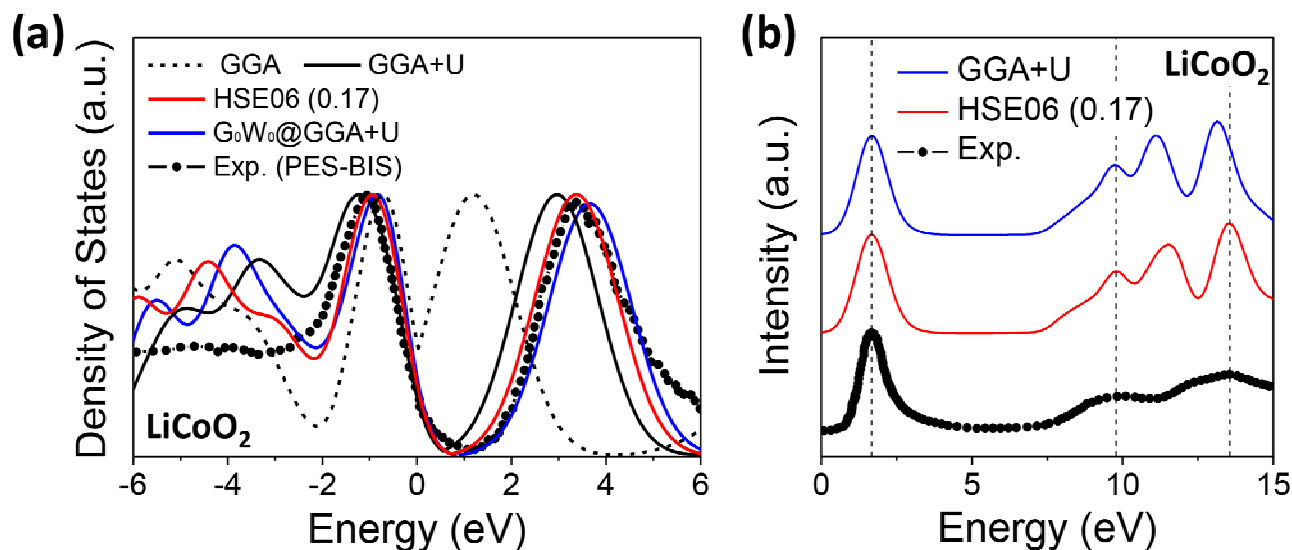 (a)
GGA GGA+U
HSE06 (0.17)
G₀W₀@GGA+U
Exp. (PES-BIS)
LiCoO₂
Density of States (a.u.)
-6 -4 -2 0 2 4 6
Energy (eV)
(b)
GGA+U
LiCoO₂
HSE06 (0.17)
Exp.
Intensity (a.u.)
0 5 10 15
Energy (eV)